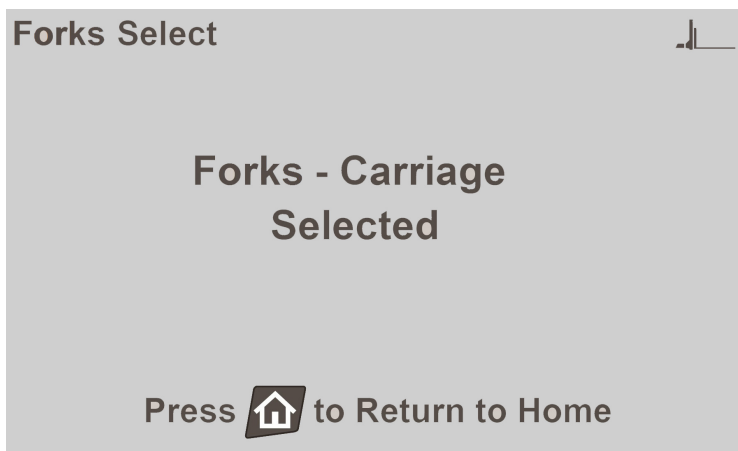 Forks Select
Forks - Carriage
Selected
Press to Return to Home